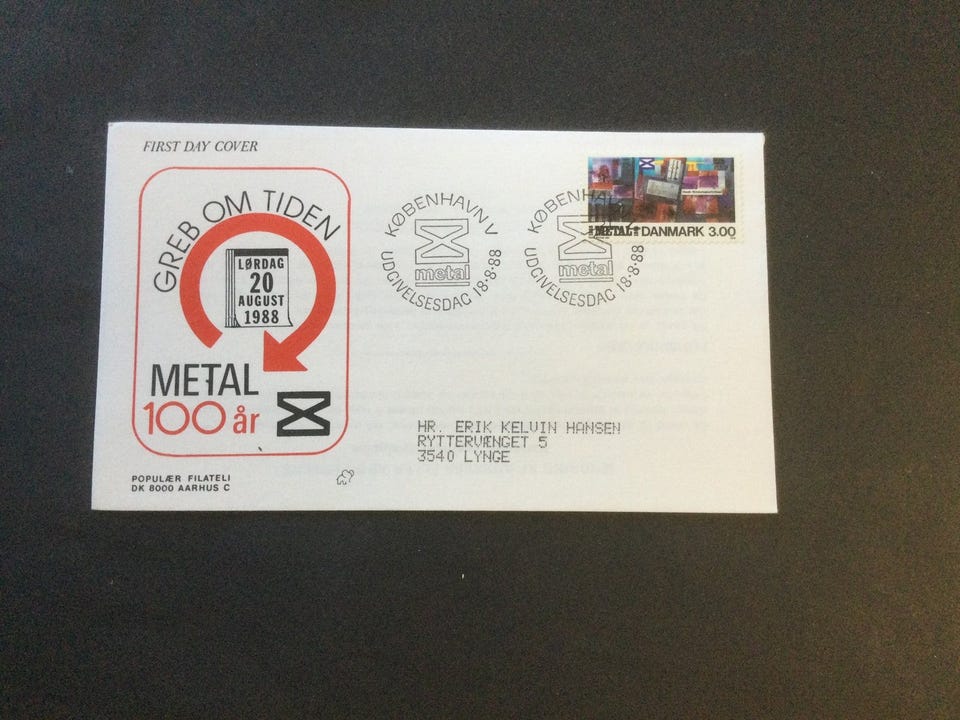 FIRST DAY COVER
GREB OM TIDEN
LØRDAG
20
AUGUST
1988
METAL
100 år
POPULÆR FILATELI
DK 8000 AARHUS C
KØBENHAVN V
metal
UDGIVELSESDAG 18-8-88
KØBENHAVN
metal
UDGIVELSESDAG 18-8-88
METAL DANMARK 3.00
HR. ERIK KELVIN HANSEN
RYTTERVÆNGET 5
3540 LYNGE